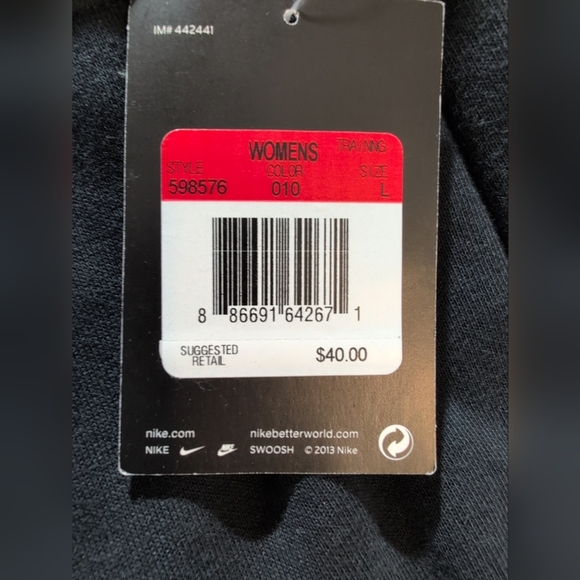 IM# 442441
WOMENS TRAINING
STYLE COLOR SIZE
598576 010 L
8 86691 64267 1
SUGGESTED
RETAIL
$40.00
nike.com nikebetterworld.com
NIKE SWOOSH © 2013 Nike